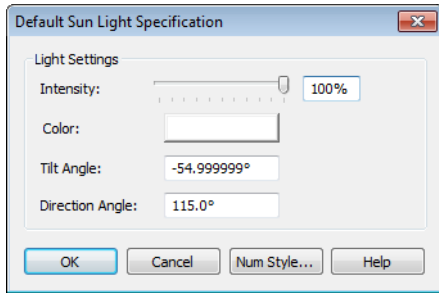 Default Sun Light Specification
Light Settings
Intensity: 100%
Color:
Tilt Angle: -54.999999°
Direction Angle: 115.0°
OK Cancel Num Style... Help